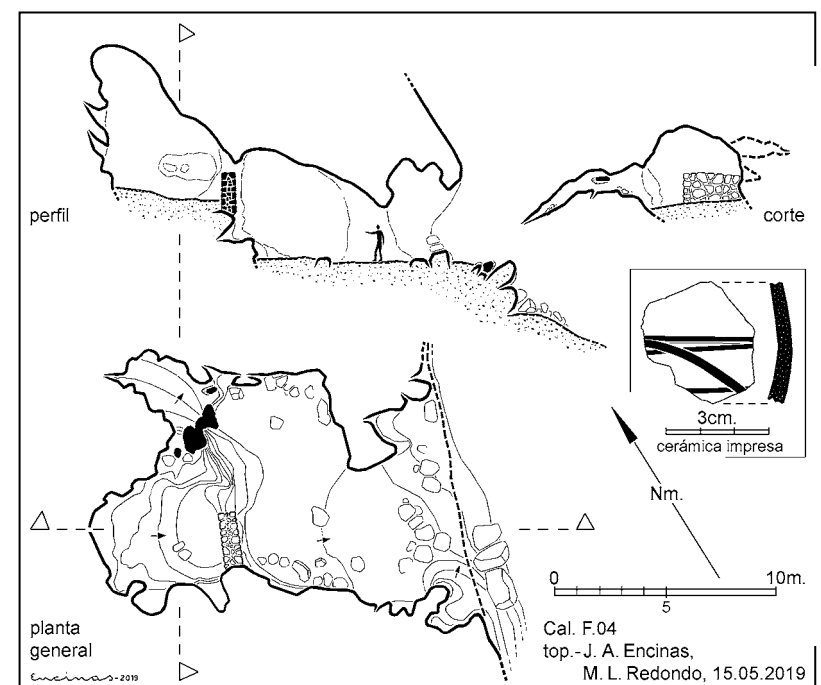 perfil
corte
3cm.
cerámica impresa
Nm.
0 10m.
5
planta
general
Encinas-2019
Cal. F.04
top.-J. A. Encinas,
M. L. Redondo, 15.05.2019